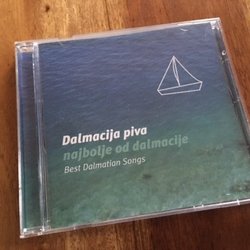 Dalmacija piva
najbolje od dalmacije
Best Dalmatian Songs